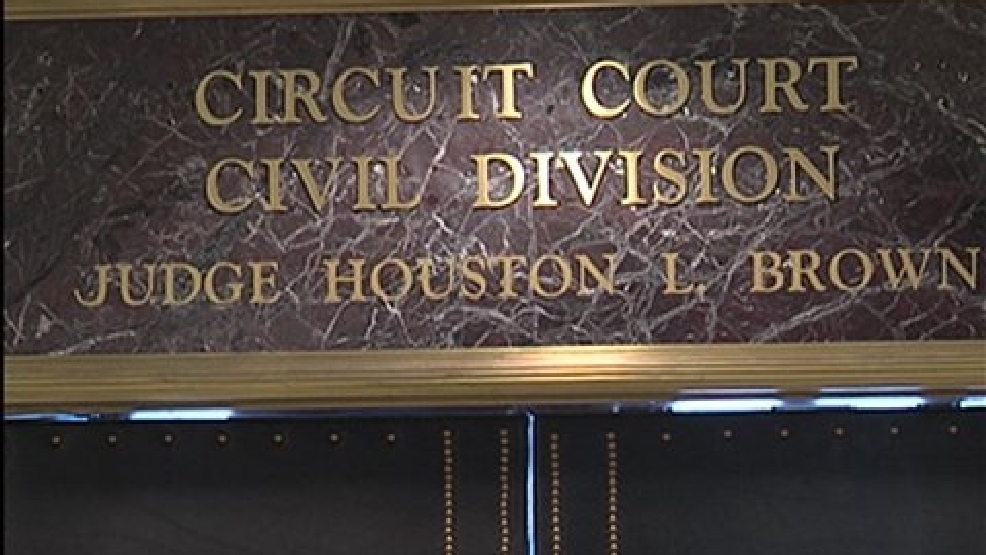 CIRCUIT COURT
CIVIL DIVISION
JUDGE HOUSTON L. BROWN